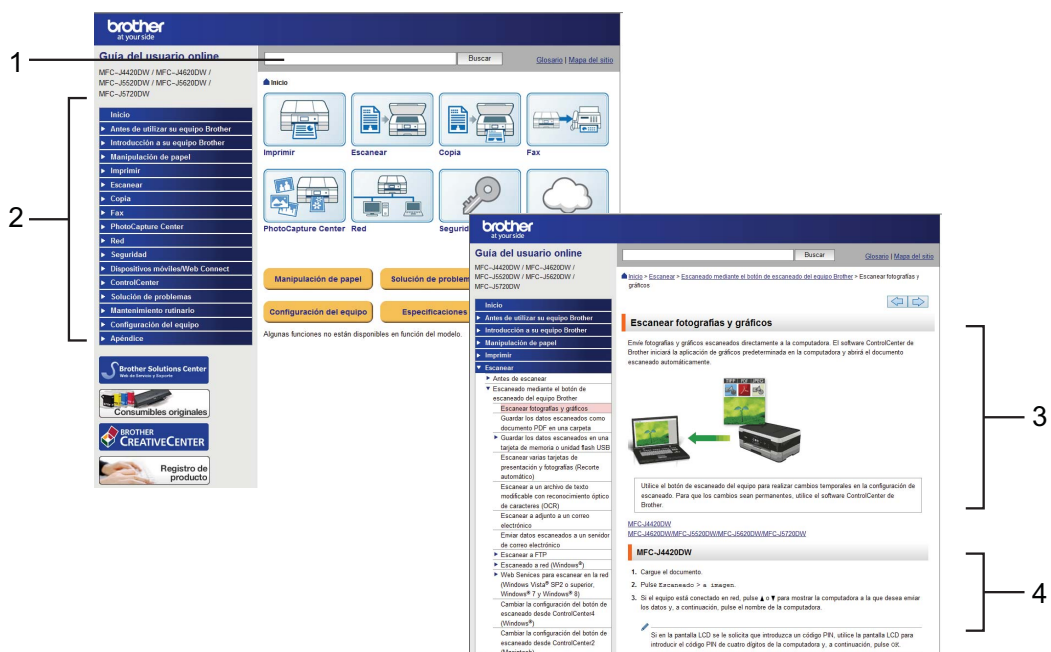 1
2
3
4
brother
at your side
Guía del usuario online
MFC-J4420DW / MFC-J4620DW /
MFC-J5520DW / MFC-J5620DW /
MFC-J5720DW
Inicio
Antes de utilizar su equipo Brother
Introducción a su equipo Brother
Manipulación de papel
Imprimir
Escanear
Copia
Fax
PhotoCapture Center
Red
Seguridad
Dispositivos móviles/Web Connect
ControlCenter
Solución de problemas
Mantenimiento rutinario
Configuración del equipo
Apéndice
Brother Solutions Center
Web de Servicio y Soporte
Consumibles originales
BROTHER
CREATIVECENTER
Registro de
producto
Buscar
Glosario | Mapa del sitio
Inicio
Imprimir
Escanear
Copia
Fax
PhotoCapture Center
Red
Segurid
Manipulación de papel
Solución de problem
Configuración del equipo
Especificaciones
Algunas funciones no están disponibles en función del modelo.
brother
at your side
Guía del usuario online
MFC-J4420DW / MFC-J4620DW /
MFC-J5520DW / MFC-J5620DW /
MFC-J5720DW
Inicio
Antes de utilizar su equipo Brother
Introducción a su equipo Brother
Manipulación de papel
Imprimir
Escanear
Antes de escanear
Escaneado mediante el botón de
escaneado del equipo Brother
Escanear fotografías y gráficos
Guardar los datos escaneados como
documento PDF en una carpeta
Guardar los datos escaneados en una
tarjeta de memoria o unidad flash USB
Escanear varias tarjetas de
presentación y fotografías (Recorte
automático)
Escanear a un archivo de texto
modificable con reconocimiento óptico
de caracteres (OCR)
Escanear a adjunto a un correo
electrónico
Enviar datos escaneados a un servidor
de correo electrónico
Escanear a FTP
Escaneado a red (Windows®)
Web Services para escanear en la red
(Windows Vista® SP2 o superior,
Windows® 7 y Windows® 8)
Cambiar la configuración del botón de
escaneado desde ControlCenter4
(Windows®)
Cambiar la configuración del botón de
escaneado desde ControlCenter2
(Macintosh)
Buscar
Glosario | Mapa del sitio
Inicio > Escanear > Escaneado mediante el botón de escaneado del equipo Brother > Escanear fotografías y
gráficos
Escanear fotografías y gráficos
Envíe fotografías y gráficos escaneados directamente a la computadora. El software ControlCenter de
Brother iniciará la aplicación de gráficos predeterminada en la computadora y abrirá el documento
escaneado automáticamente.
TIFF PDF JPEG
Utilice el botón de escaneado del equipo para realizar cambios temporales en la configuración de
escaneado. Para que los cambios sean permanentes, utilice el software ControlCenter de
Brother.
MFC-J4420DW
MFC-J4620DW/MFC-J5520DW/MFC-J5620DW/MFC-J5720DW
MFC-J4420DW
1. Cargue el documento.
2. Pulse Escaneado > a imagen.
3. Si el equipo está conectado en red, pulse ▲ o ▼ para mostrar la computadora a la que desea enviar
los datos y, a continuación, pulse el nombre de la computadora.
Si en la pantalla LCD se le solicita que introduzca un código PIN, utilice la pantalla LCD para
introducir el código PIN de cuatro dígitos de la computadora y, a continuación, pulse OK.